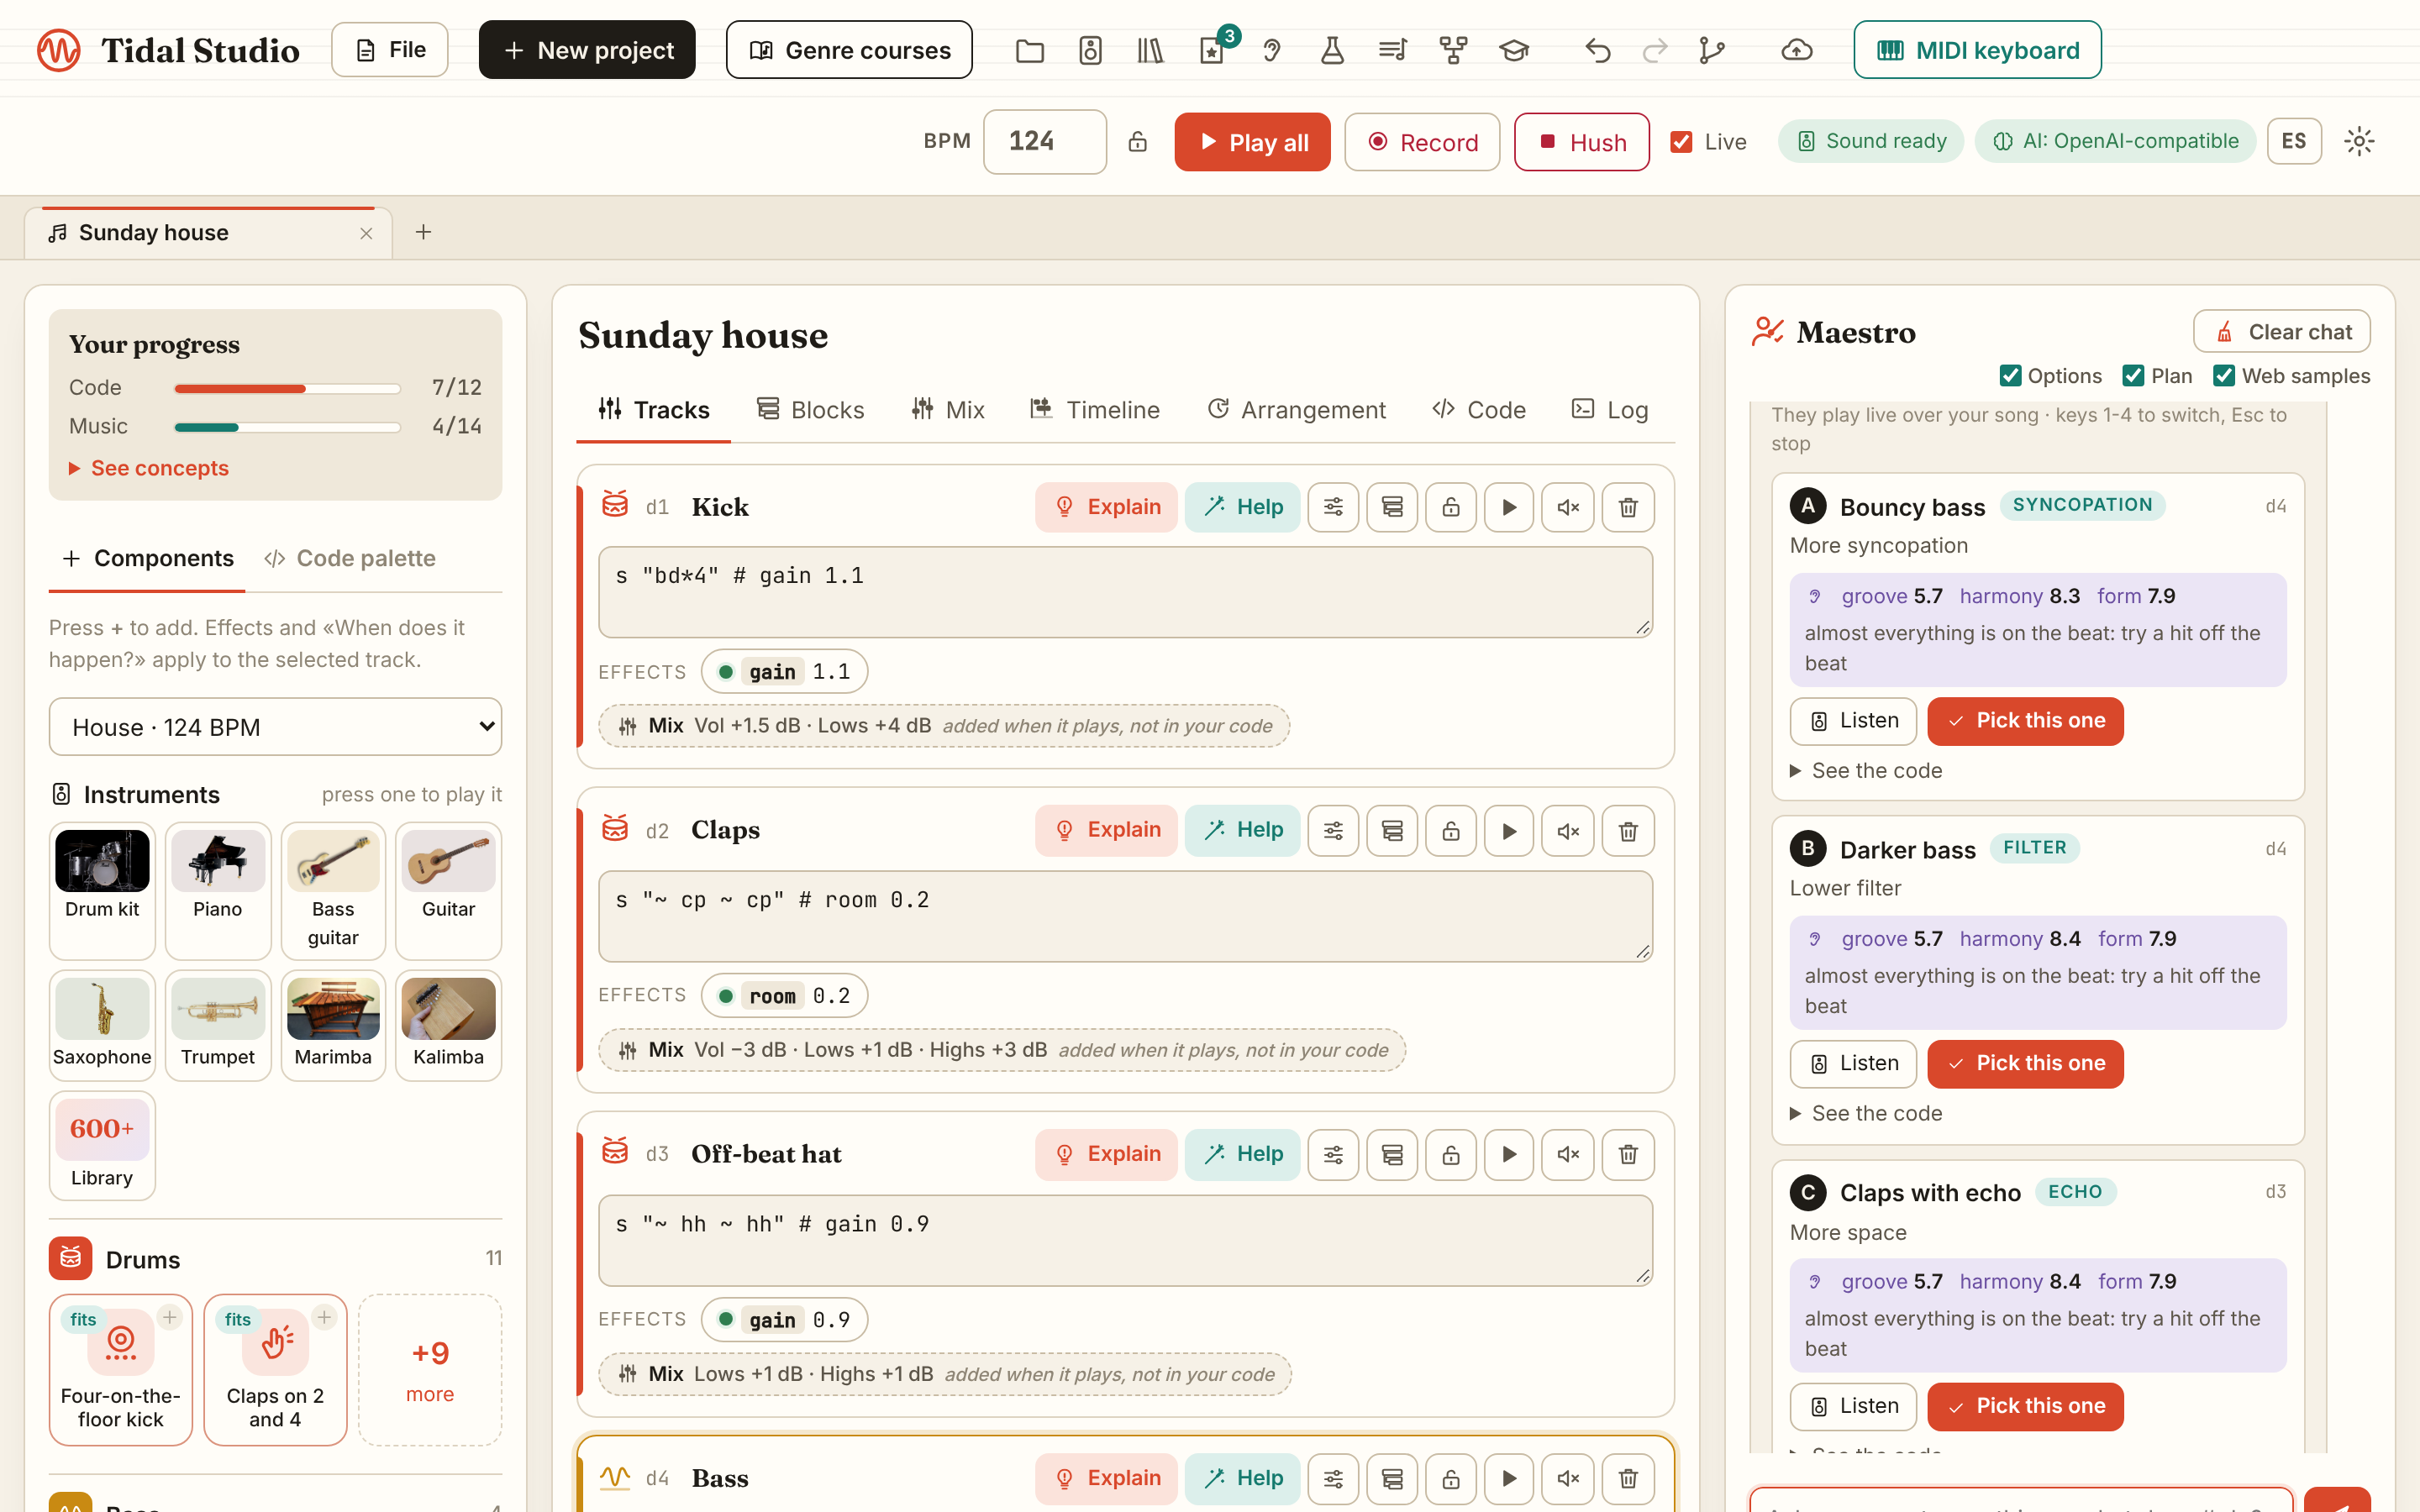 Tidal Studio
File
New project
Genre courses
3
MIDI keyboard
BPM
124
Play all
Record
Hush
Live
Sound ready
AI: OpenAI-compatible
ES
Sunday house
Your progress
Code 7/12
Music 4/14
See concepts
Components
Code palette
Press + to add. Effects and «When does it
happen?» apply to the selected track.
House · 124 BPM
Instruments
press one to play it
Drum kit
Piano
Bass
guitar
Guitar
Saxophone
Trumpet
Marimba
Kalimba
600+
Library
Drums
11
fits
Four-on-the-
floor kick
fits
Claps on 2
and 4
+9
more
Sunday house
Tracks
Blocks
Mix
Timeline
Arrangement
Code
Log
d1 Kick
Explain
Help
s "bd*4" # gain 1.1
EFFECTS gain 1.1
Mix Vol +1.5 dB · Lows +4 dB added when it plays, not in your code
d2 Claps
Explain
Help
s "~ cp ~ cp" # room 0.2
EFFECTS room 0.2
Mix Vol −3 dB · Lows +1 dB · Highs +3 dB added when it plays, not in your code
d3 Off-beat hat
Explain
Help
s "~ hh ~ hh" # gain 0.9
EFFECTS gain 0.9
Mix Lows +1 dB · Highs +1 dB added when it plays, not in your code
d4 Bass
Explain
Help
Maestro
Clear chat
Options
Plan
Web samples
They play live over your song · keys 1-4 to switch, Esc to
stop
A Bouncy bass SYNCOPATION d4
More syncopation
groove 5.7 harmony 8.3 form 7.9
almost everything is on the beat: try a hit off the
beat
Listen
Pick this one
See the code
B Darker bass FILTER d4
Lower filter
groove 5.7 harmony 8.4 form 7.9
almost everything is on the beat: try a hit off the
beat
Listen
Pick this one
See the code
C Claps with echo ECHO d3
More space
groove 5.7 harmony 8.4 form 7.9
almost everything is on the beat: try a hit off the
beat
Listen
Pick this one